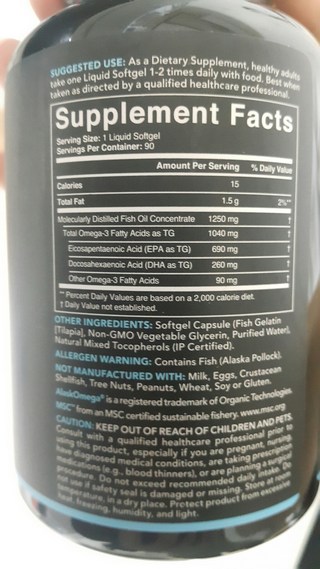 SUGGESTED USE: As a Dietary Supplement, healthy adults
take one Liquid Softgel 1-2 times daily with food. Best when
taken as directed by a qualified healthcare professional.
Supplement Facts
Serving Size: 1 Liquid Softgel
Servings Per Container: 90
Amount Per Serving % Daily Value
Calories 15
Total Fat 1.5 g 2%**
Molecularly Distilled Fish Oil Concentrate 1250 mg †
Total Omega-3 Fatty Acids as TG 1040 mg †
Eicosapentaenoic Acid (EPA as TG) 690 mg †
Docosahexaenoic Acid (DHA as TG) 260 mg †
Other Omega-3 Fatty Acids 90 mg †
** Percent Daily Values are based on a 2,000 calorie diet.
† Daily Value not established.
OTHER INGREDIENTS: Softgel Capsule (Fish Gelatin
[Tilapia], Non-GMO Vegetable Glycerin, Purified Water),
Natural Mixed Tocopherols (IP Certified).
ALLERGEN WARNING: Contains Fish (Alaska Pollock).
NOT MANUFACTURED WITH: Milk, Eggs, Crustacean
Shellfish, Tree Nuts, Peanuts, Wheat, Soy or Gluten.
AlaskOmega® is a registered trademark of Organic Technologies.
MSC™ from an MSC certified sustainable fishery. www.msc.org
CAUTION: KEEP OUT OF REACH OF CHILDREN AND PETS.
Consult with a qualified healthcare professional prior to
using this product, especially if you are pregnant, nursing,
have diagnosed medical conditions, are taking prescription
medications (e.g., blood thinners), or are planning a surgical
procedure. Do not exceed recommended daily intake. Do
not use if safety seal is damaged or missing. Store at room
temperature, in a dry place. Protect product from excessive
heat, freezing, humidity, and light.